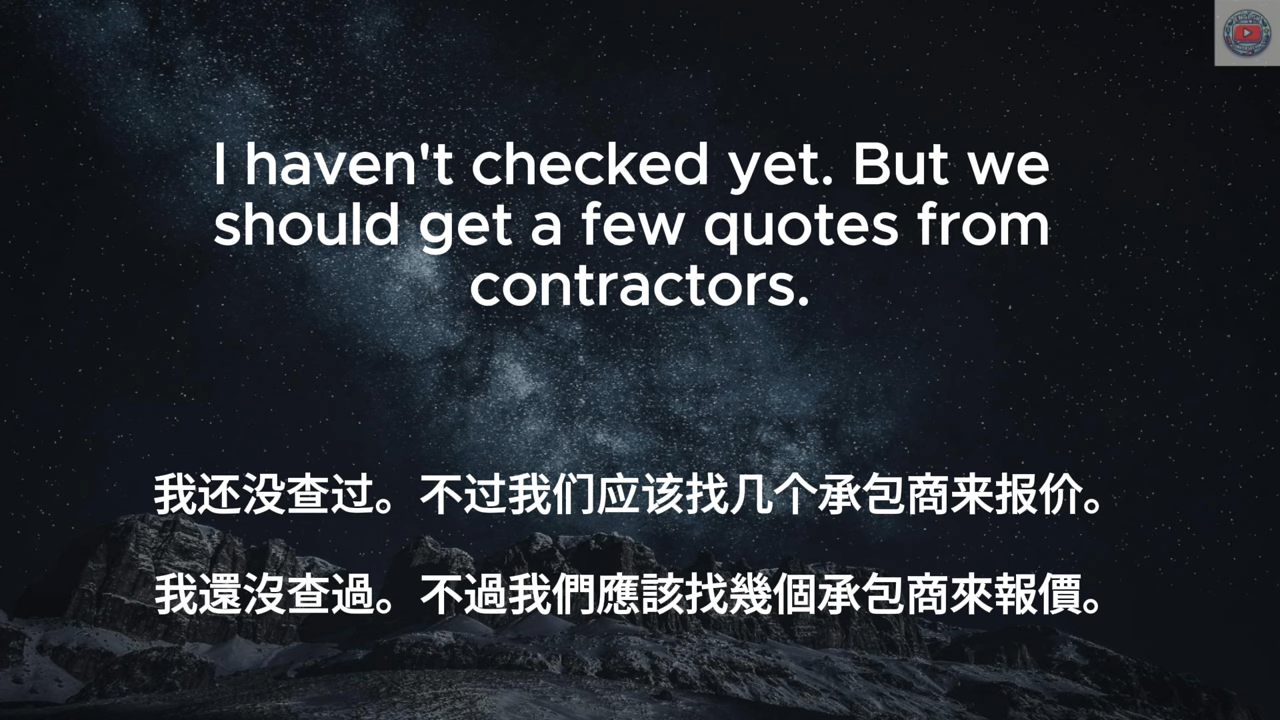 I haven't checked yet. But we
should get a few quotes from
contractors.
我还没查过。不过我们应该找几个承包商来报价。
我還沒查過。不過我們應該找幾個承包商來報價。